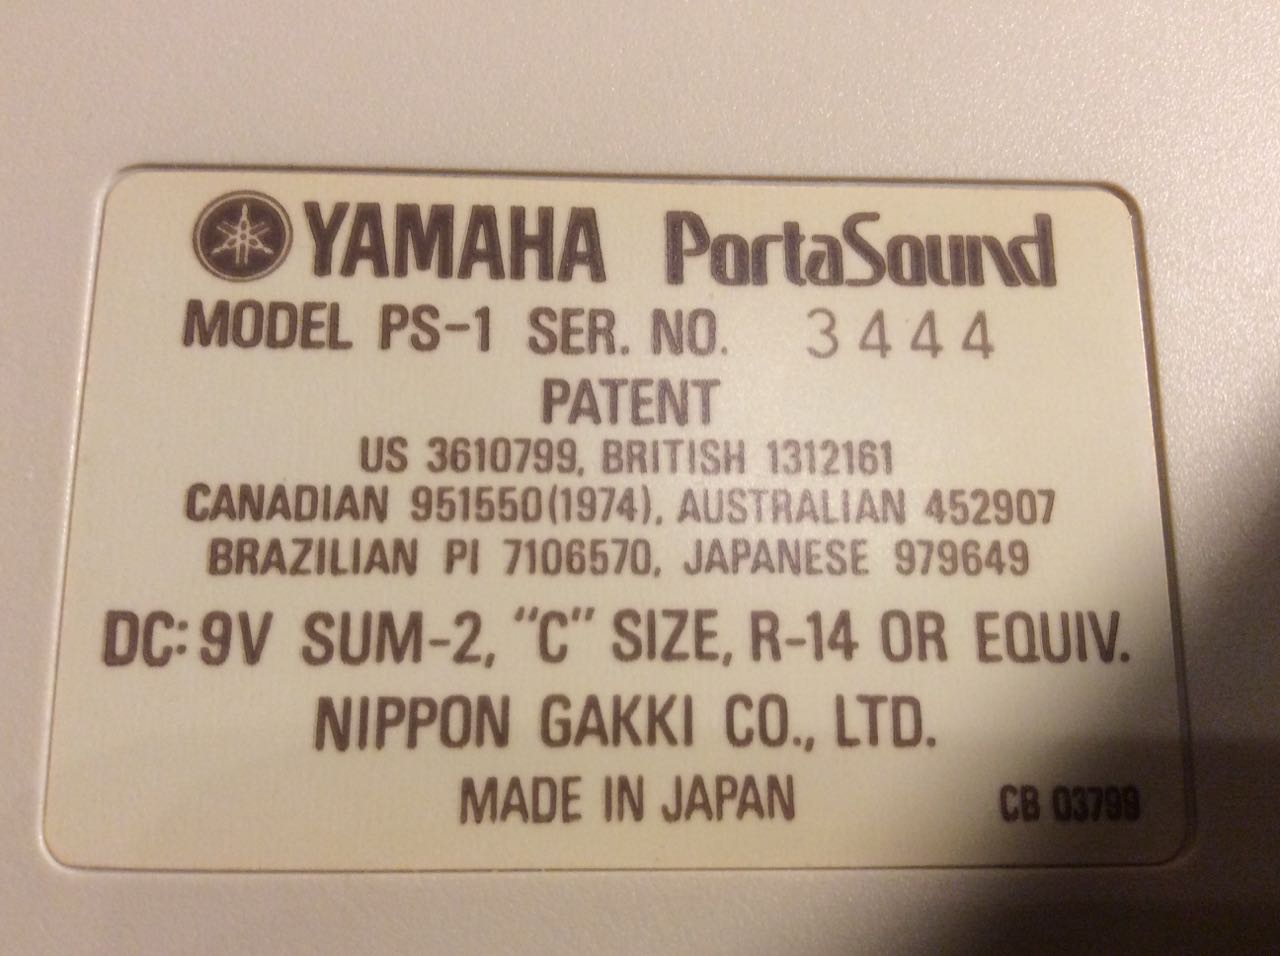 YAMAHA PortaSound
MODEL PS-1 SER. NO. 3444
PATENT
US 3610799, BRITISH 1312161
CANADIAN 951550(1974), AUSTRALIAN 452907
BRAZILIAN PI 7106570, JAPANESE 979649
DC: 9V SUM-2, "C" SIZE, R-14 OR EQUIV.
NIPPON GAKKI CO., LTD.
MADE IN JAPAN
CB 03799